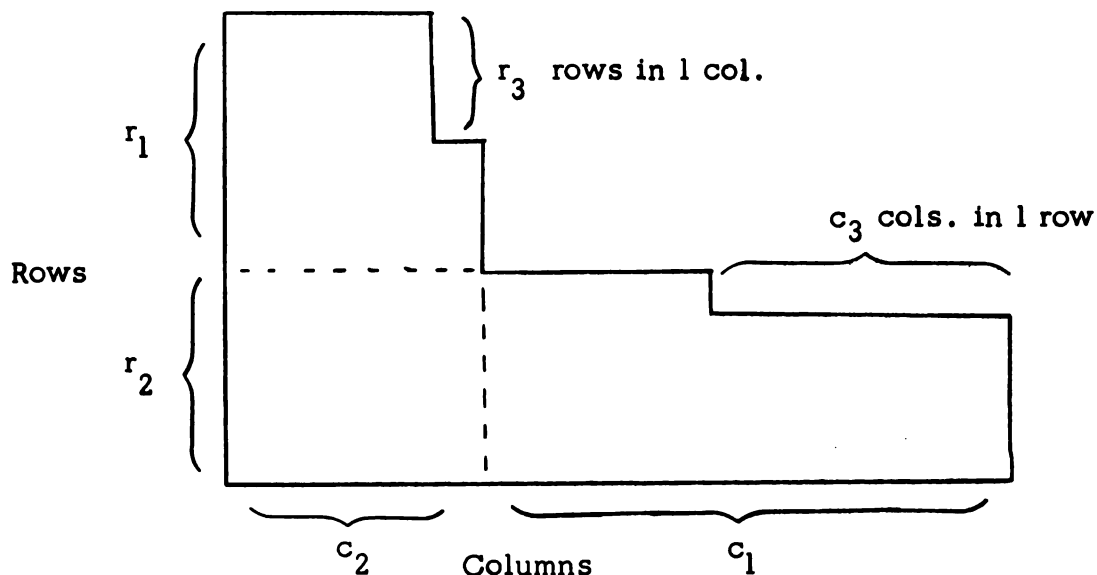 r3 rows in 1 col.
r1
c3 cols. in 1 row
Rows
r2
c2
Columns
c1